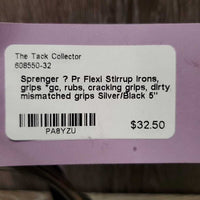 The Tack Collector
608550-32
Sprenger ? Pr Flexi Stirrup Irons,
grips *gc, rubs, cracking grips, dirty
mismatched grips Silver/Black 5"
PA8YZU
$32.50